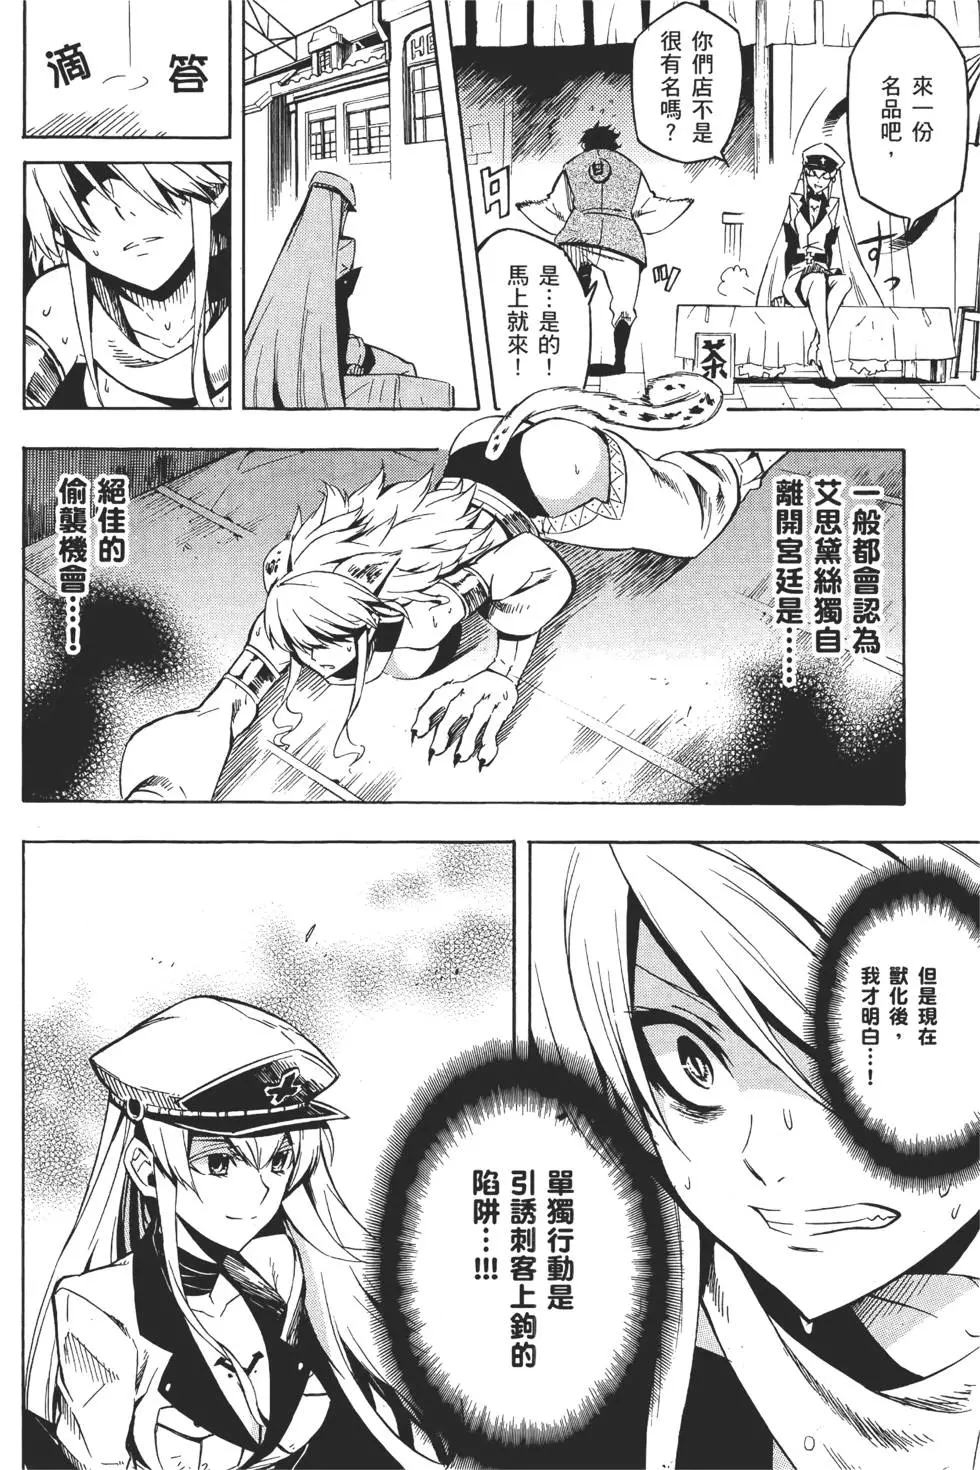 你們店不是
很有名嗎？
來一份
名品吧，
す
是…是的！
馬上就來！
茶
滴
答
一般都會認為
艾思黛絲獨自
離開宮廷是……
絕佳的
偷襲機會…！
但是現在
獸化後，
我才明白…！
單獨行動是
引誘刺客上鉤的
陷阱…!!!